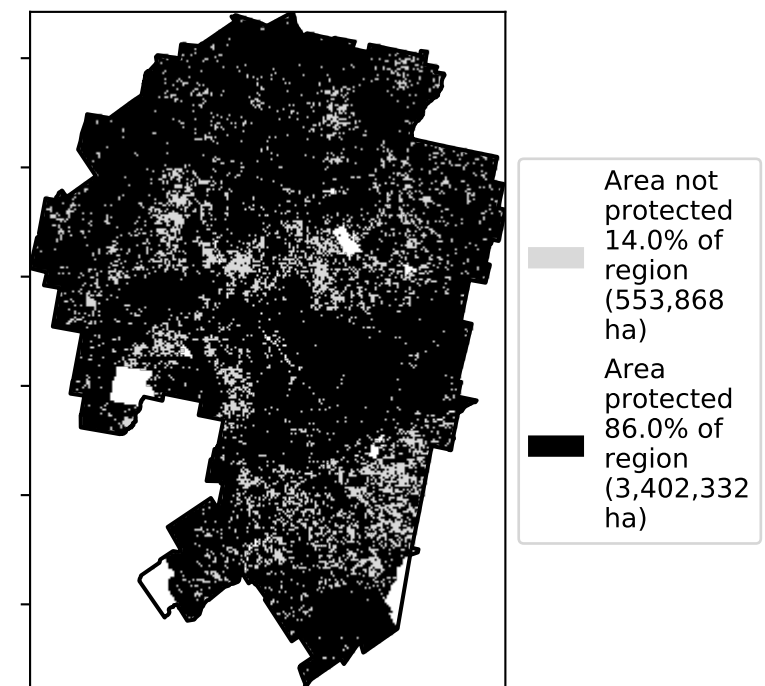 Area not
protected
14.0% of
region
(553,868
ha)
Area
protected
86.0% of
region
(3,402,332
ha)